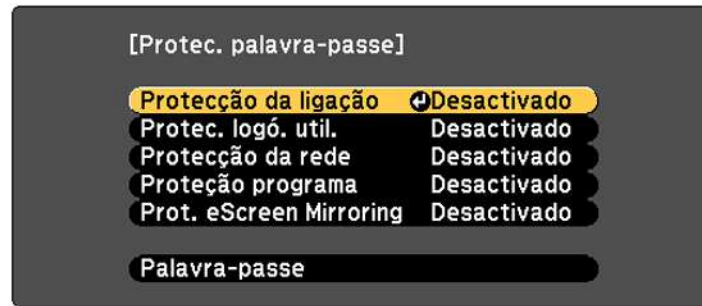 [Protec. palavra-passe]
Protecção da ligação Desactivado
Protec. logó. util. Desactivado
Protecção da rede Desactivado
Proteção programa Desactivado
Prot. eScreen Mirroring Desactivado
Palavra-passe